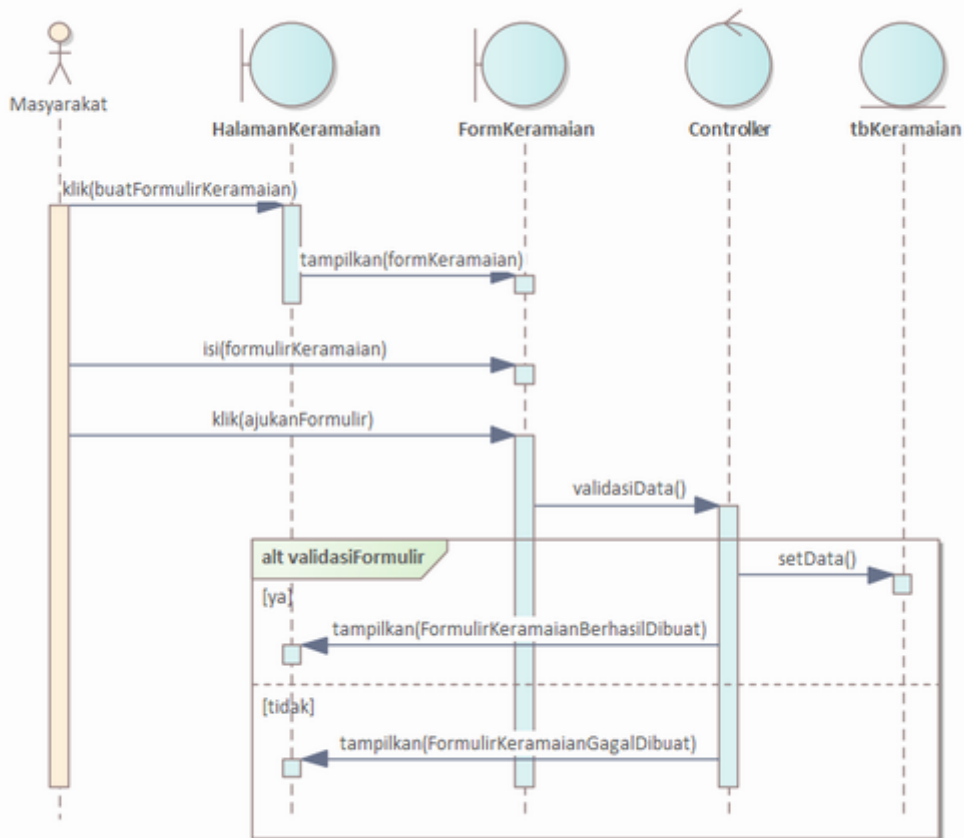 Masyarakat
HalamanKeramaian
FormKeramaian
Controller
tbKeramaian
klik(buatFormulirKeramaian)
tampilkan(formKeramaian)
isi(formulirKeramaian)
klik(ajukanFormulir)
validasiData()
alt validasiFormulir
setData()
[ya]
tampilkan(FormulirKeramaianBerhasilDibuat)
[tidak]
tampilkan(FormulirKeramaianGagalDibuat)